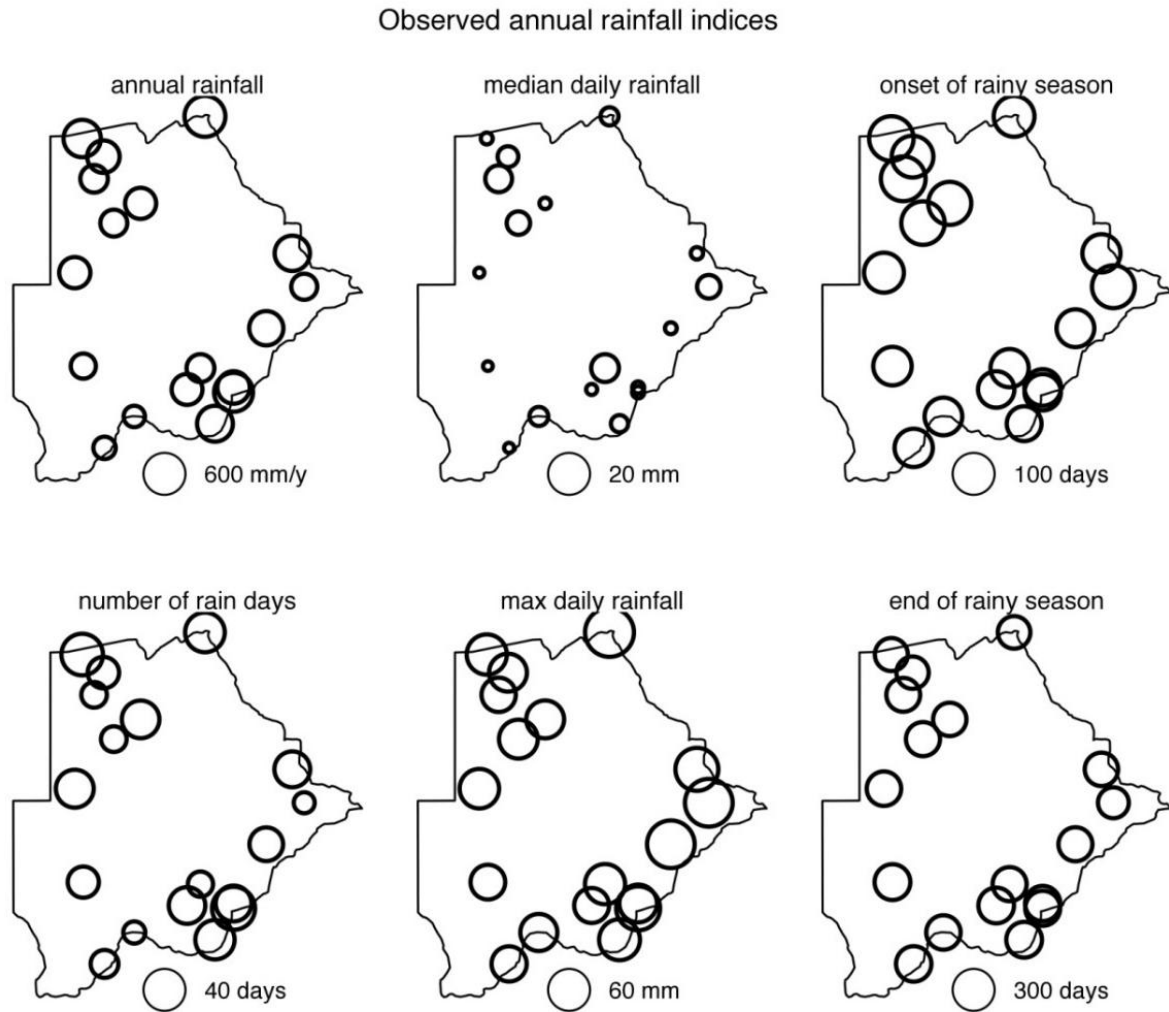 Observed annual rainfall indices
annual rainfall
median daily rainfall
onset of rainy season
600 mm/y
20 mm
100 days
number of rain days
max daily rainfall
end of rainy season
40 days
60 mm
300 days